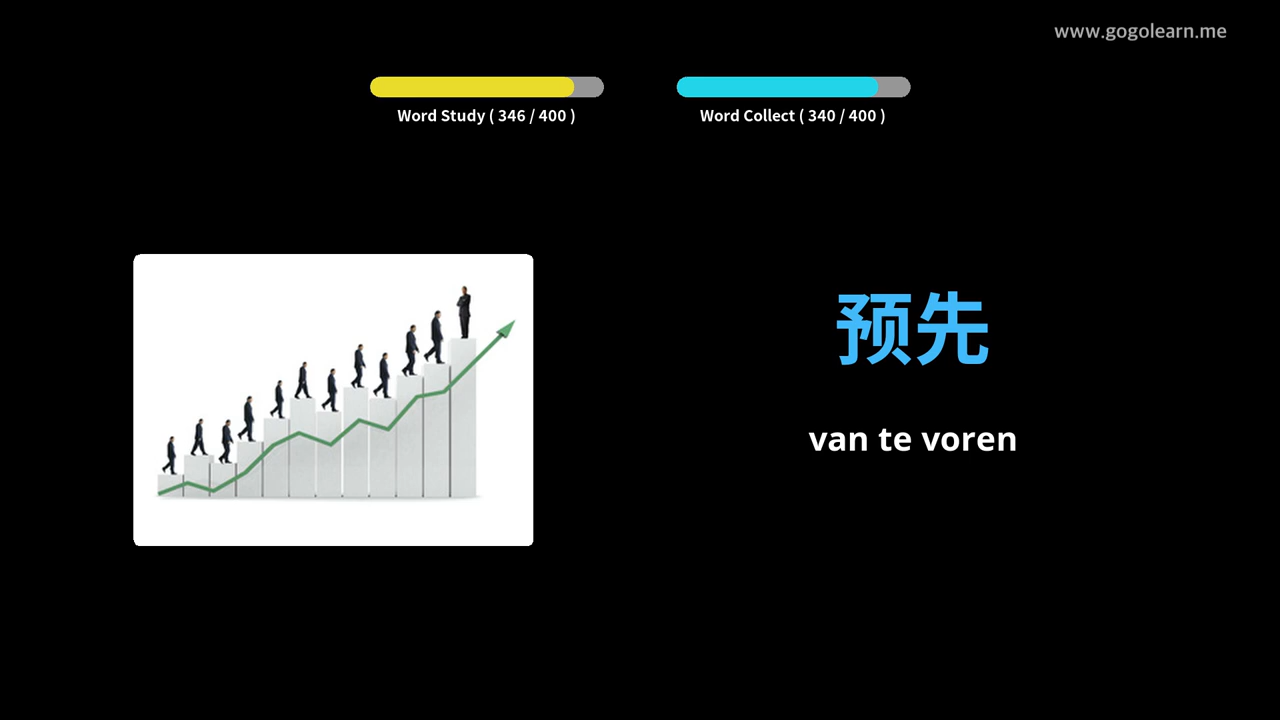 www.gogolearn.me
Word Study ( 346 / 400 )
Word Collect ( 340 / 400 )
预先
van te voren